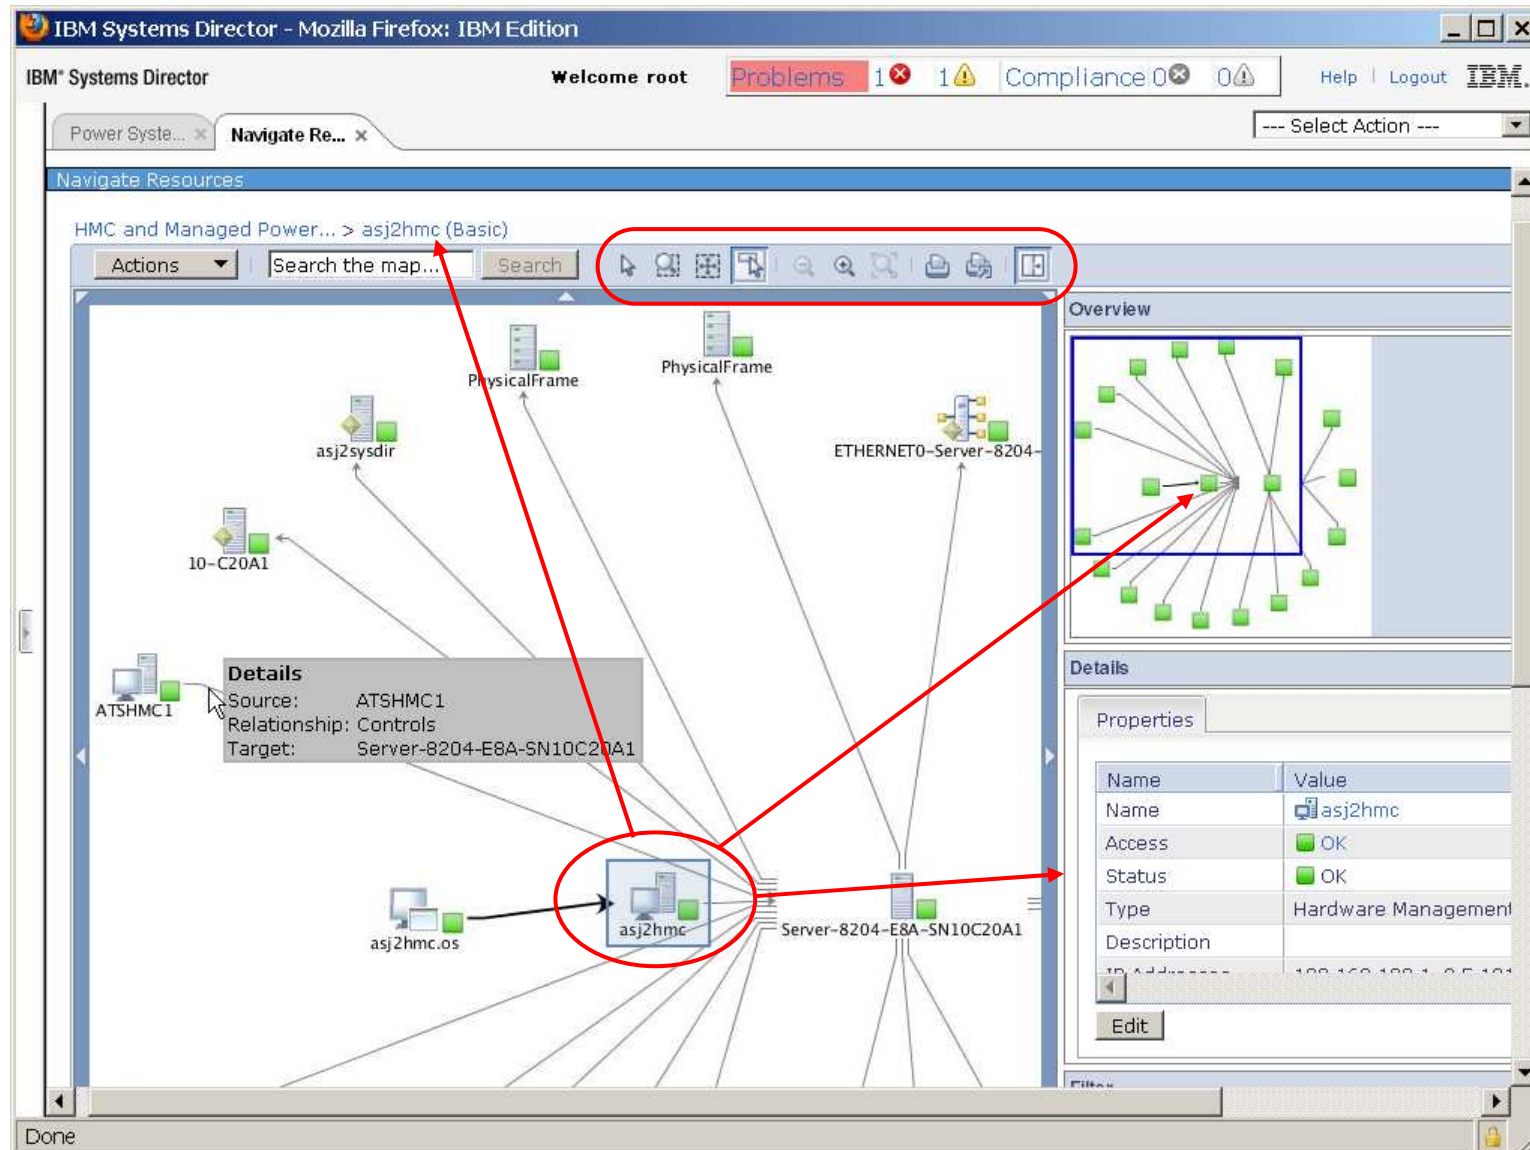 IBM Systems Director - Mozilla Firefox: IBM Edition
IBM® Systems Director Welcome root Problems 1 1 Compliance 0 0 Help | Logout IBM.
Power Syste... Navigate Re... --- Select Action ---
Navigate Resources
HMC and Managed Power... > asj2hmc (Basic)
Actions Search the map... Search
Overview
PhysicalFrame
PhysicalFrame
asj2sysdir
ETHERNET0-Server-8204-
10-C20A1
ATSHMC1
Details
Source: ATSHMC1
Relationship: Controls
Target: Server-8204-E8A-SN10C20A1
asj2hmc.os
asj2hmc
Server-8204-E8A-SN10C20A1
Details
Properties
Name Value
Name asj2hmc
Access OK
Status OK
Type Hardware Management
Description
Edit
Filter
Done